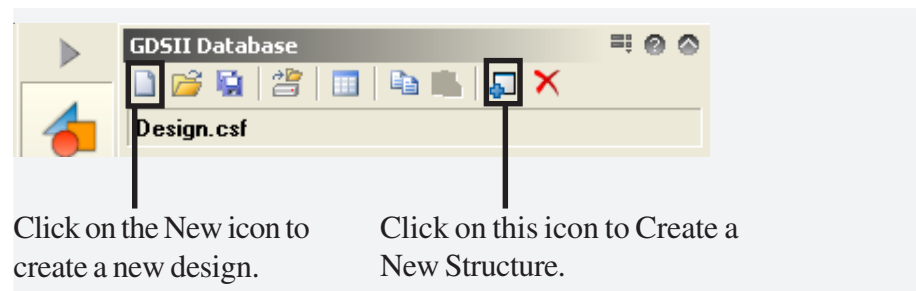 GDSII Database
Design.csf
Click on the New icon to
create a new design.
Click on this icon to Create a
New Structure.